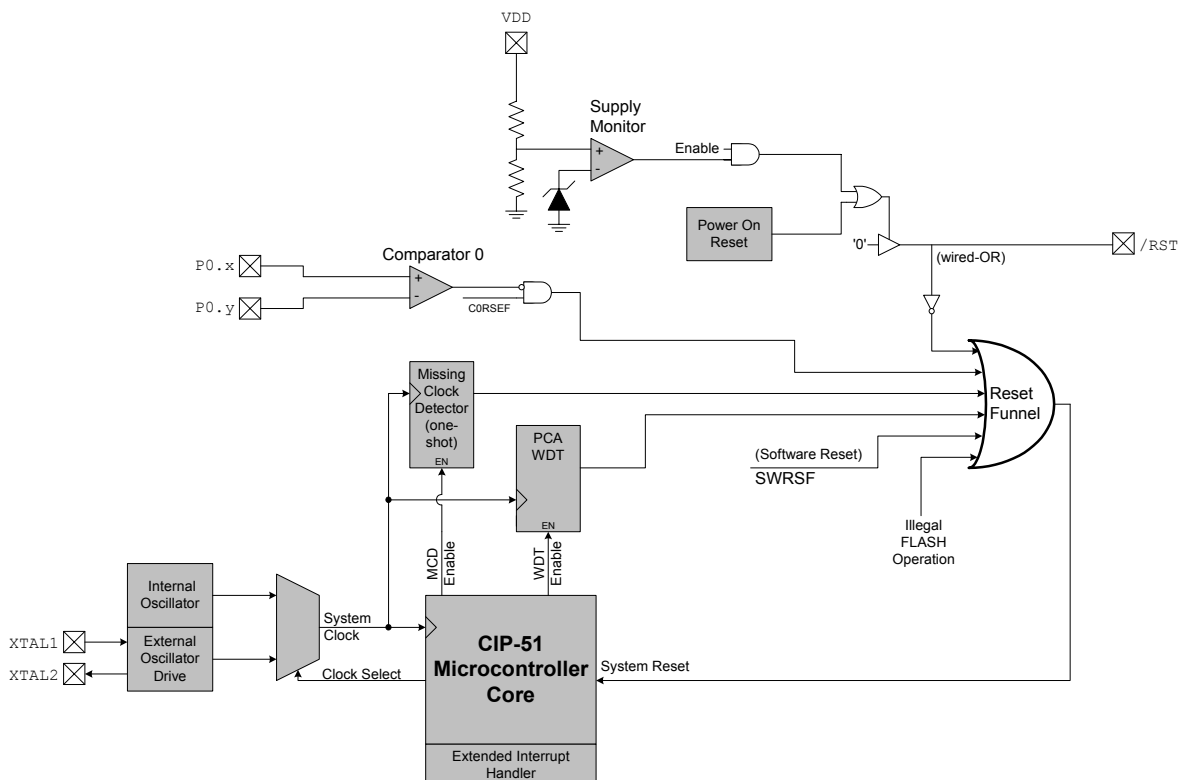 VDD
Supply
Monitor
Enable
+
-
Power On
Reset
'0'
/RST
(wired-OR)
P0.x
P0.y
Comparator 0
+
-
C0RSEF
Missing
Clock
Detector
(one-
shot)
EN
PCA
WDT
EN
Reset
Funnel
(Software Reset)
SWRSF
Illegal
FLASH
Operation
MCD
Enable
WDT
Enable
Internal
Oscillator
External
Oscillator
Drive
XTAL1
XTAL2
System
Clock
Clock Select
CIP-51
Microcontroller
Core
System Reset
Extended Interrupt
Handler